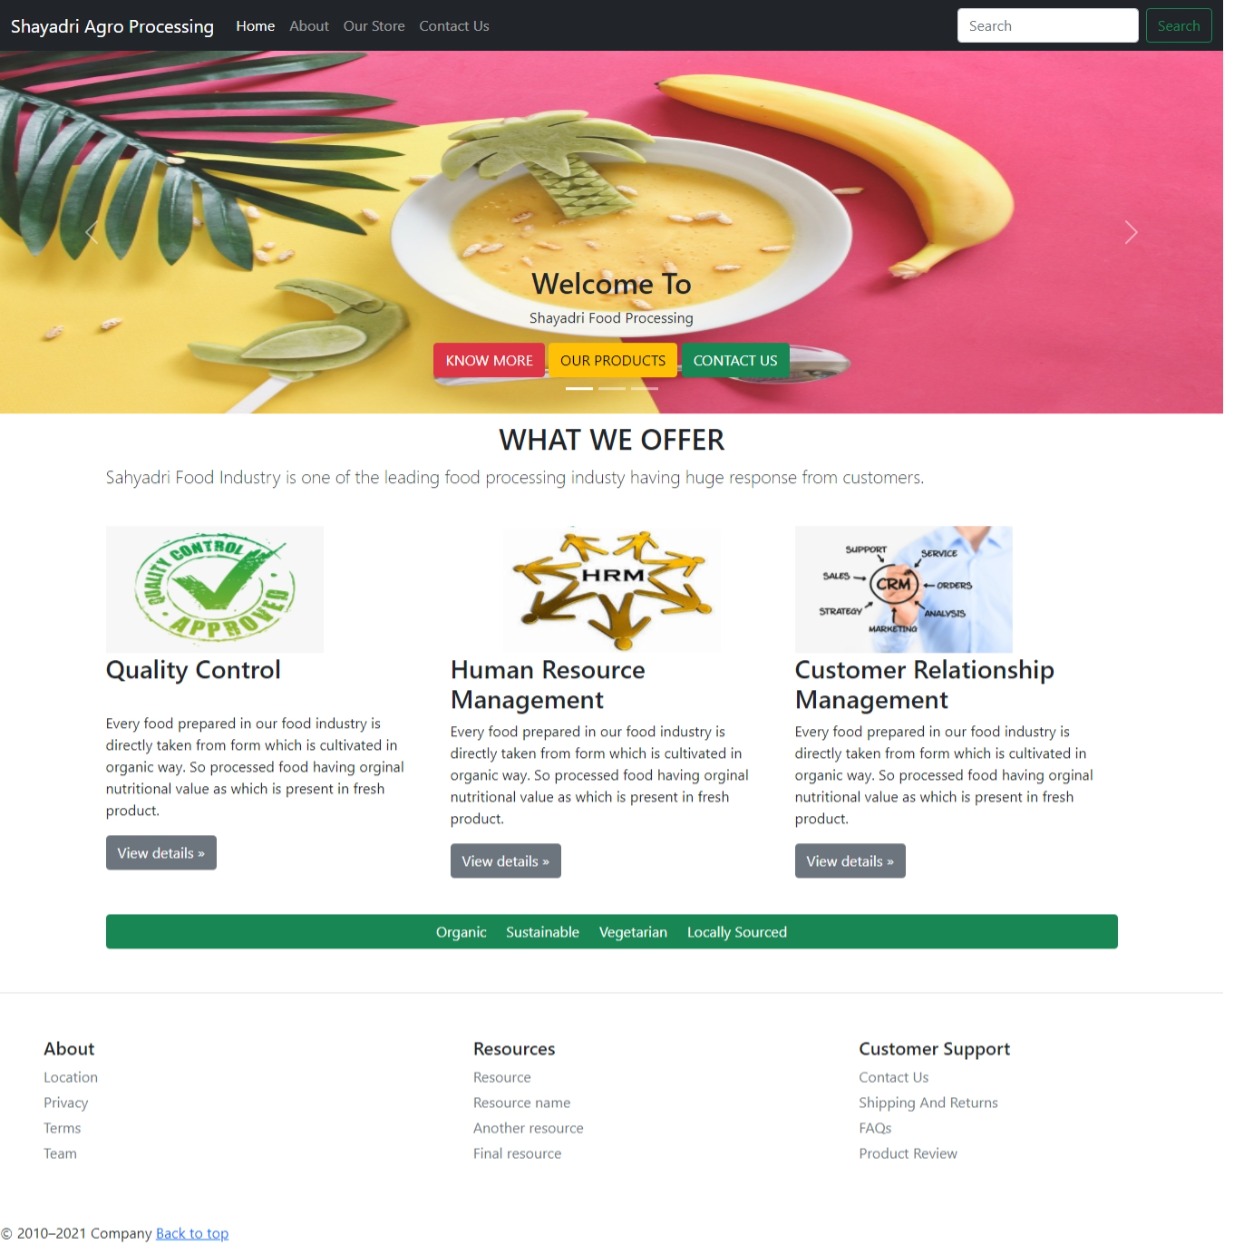 Shayadri Agro Processing Home About Our Store Contact Us Search Search
Welcome To
Shayadri Food Processing
KNOW MORE OUR PRODUCTS CONTACT US
WHAT WE OFFER
Sahyadri Food Industry is one of the leading food processing industy having huge response from customers.
QUALITY CONTROL
APPROVED
Quality Control
Every food prepared in our food industry is
directly taken from form which is cultivated in
organic way. So processed food having orginal
nutritional value as which is present in fresh
product.
View details »
HRM
Human Resource
Management
Every food prepared in our food industry is
directly taken from form which is cultivated in
organic way. So processed food having orginal
nutritional value as which is present in fresh
product.
View details »
SUPPORT
SERVICE
SALES
CRM
ORDERS
STRATEGY
ANALYSIS
MARKETING
Customer Relationship
Management
Every food prepared in our food industry is
directly taken from form which is cultivated in
organic way. So processed food having orginal
nutritional value as which is present in fresh
product.
View details »
Organic Sustainable Vegetarian Locally Sourced
About
Location
Privacy
Terms
Team
Resources
Resource
Resource name
Another resource
Final resource
Customer Support
Contact Us
Shipping And Returns
FAQs
Product Review
© 2010–2021 Company Back to top